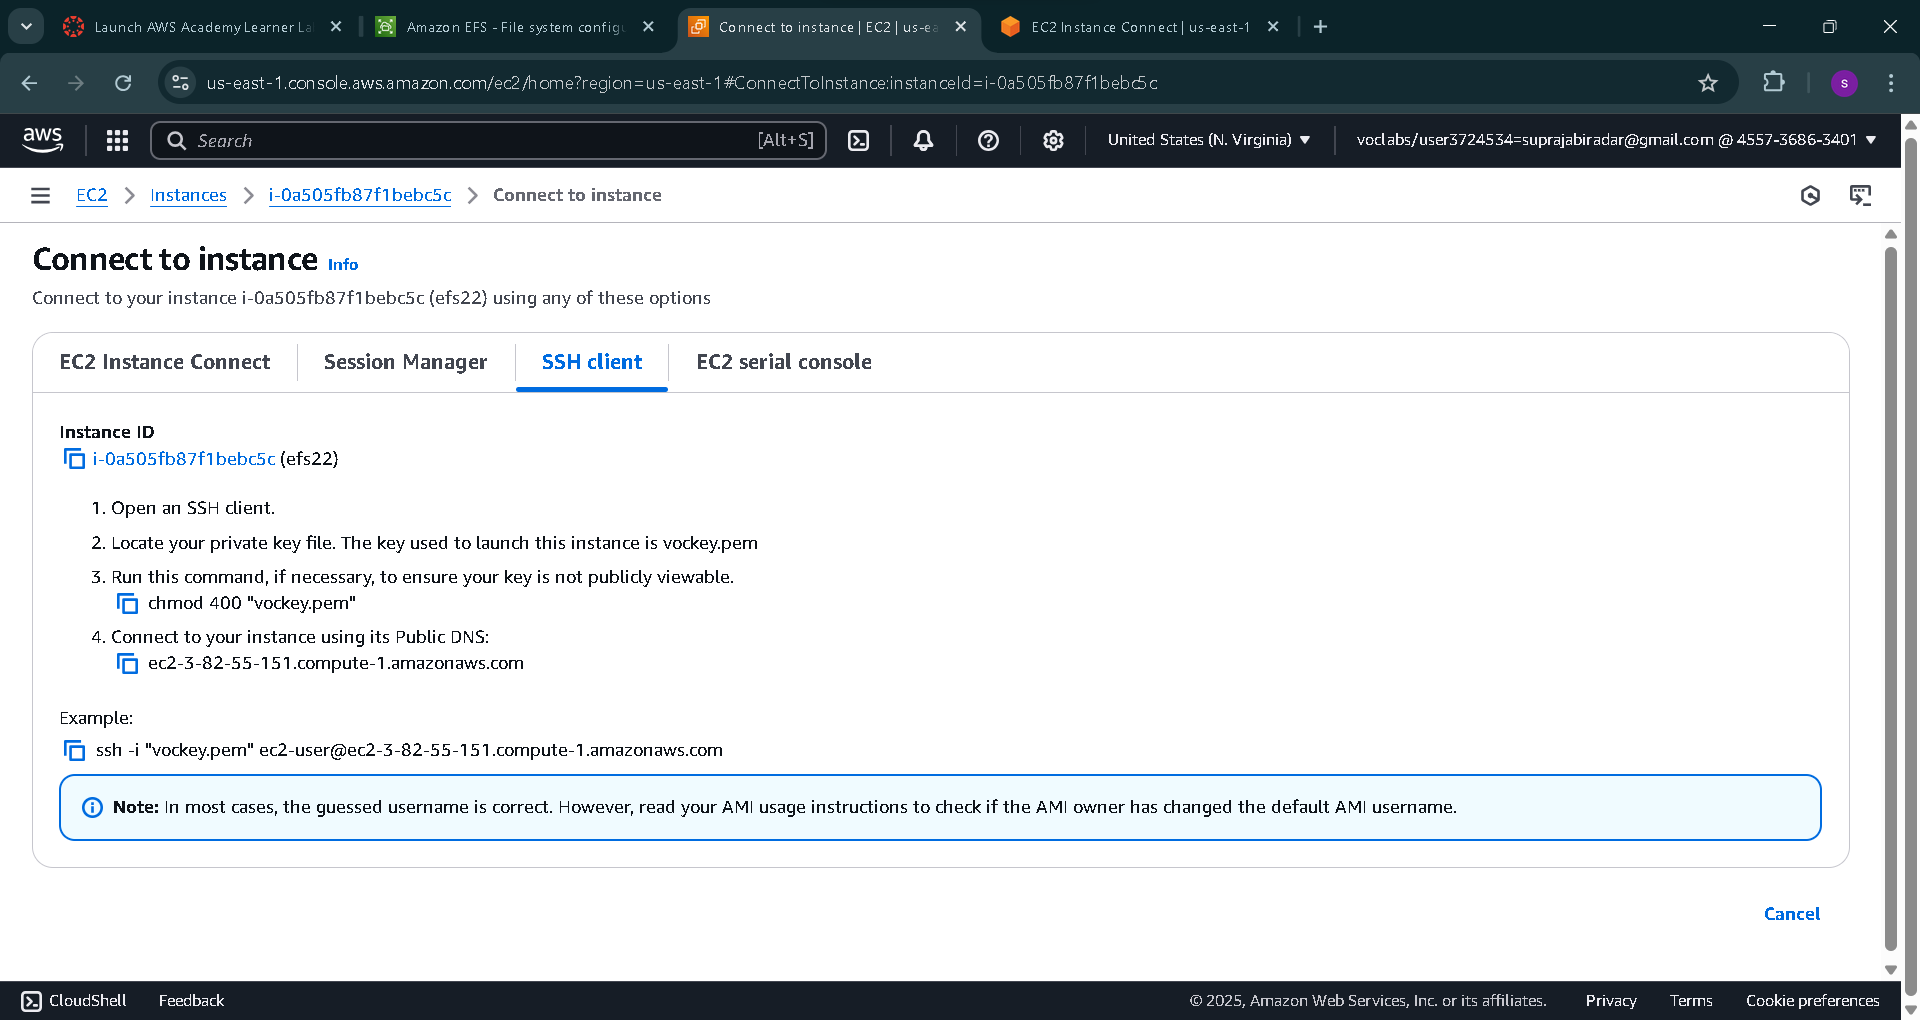 Launch AWS Academy Learner La
Amazon EFS - File system configu
Connect to instance | EC2 | us-ea
EC2 Instance Connect | us-east-1
us-east-1.console.aws.amazon.com/ec2/home?region=us-east-1#ConnectToInstance:instanceId=i-0a505fb87f1bebc5c
s
aws
Search
[Alt+S]
United States (N. Virginia)
voclabs/user3724534=suprajabiradar@gmail.com @ 4557-3686-3401
EC2
Instances
i-0a505fb87f1bebc5c
Connect to instance
Connect to instance Info
Connect to your instance i-0a505fb87f1bebc5c (efs22) using any of these options
EC2 Instance Connect
Session Manager
SSH client
EC2 serial console
Instance ID
i-0a505fb87f1bebc5c (efs22)
1. Open an SSH client.
2. Locate your private key file. The key used to launch this instance is vockey.pem
3. Run this command, if necessary, to ensure your key is not publicly viewable.
chmod 400 "vockey.pem"
4. Connect to your instance using its Public DNS:
ec2-3-82-55-151.compute-1.amazonaws.com
Example:
ssh -i "vockey.pem" ec2-user@ec2-3-82-55-151.compute-1.amazonaws.com
Note: In most cases, the guessed username is correct. However, read your AMI usage instructions to check if the AMI owner has changed the default AMI username.
Cancel
CloudShell
Feedback
© 2025, Amazon Web Services, Inc. or its affiliates.
Privacy
Terms
Cookie preferences